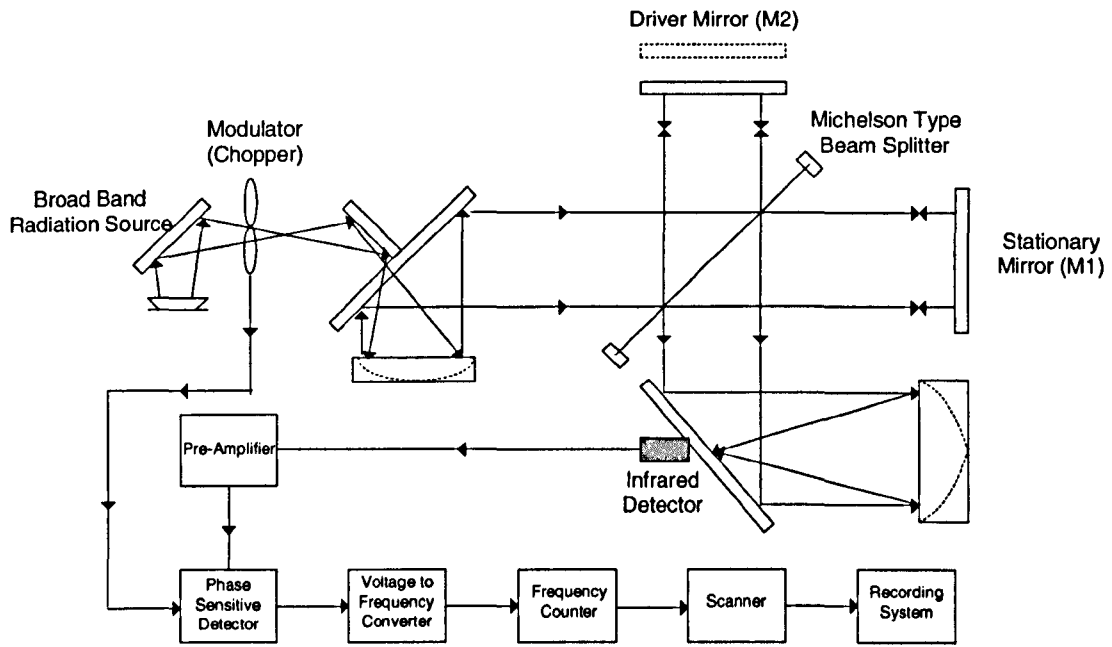 Driver Mirror (M2)
Modulator
(Chopper)
Michelson Type
Beam Splitter
Broad Band
Radiation Source
Stationary
Mirror (M1)
Pre-Amplifier
Infrared
Detector
Phase
Sensitive
Detector
Voltage to
Frequency
Converter
Frequency
Counter
Scanner
Recording
System